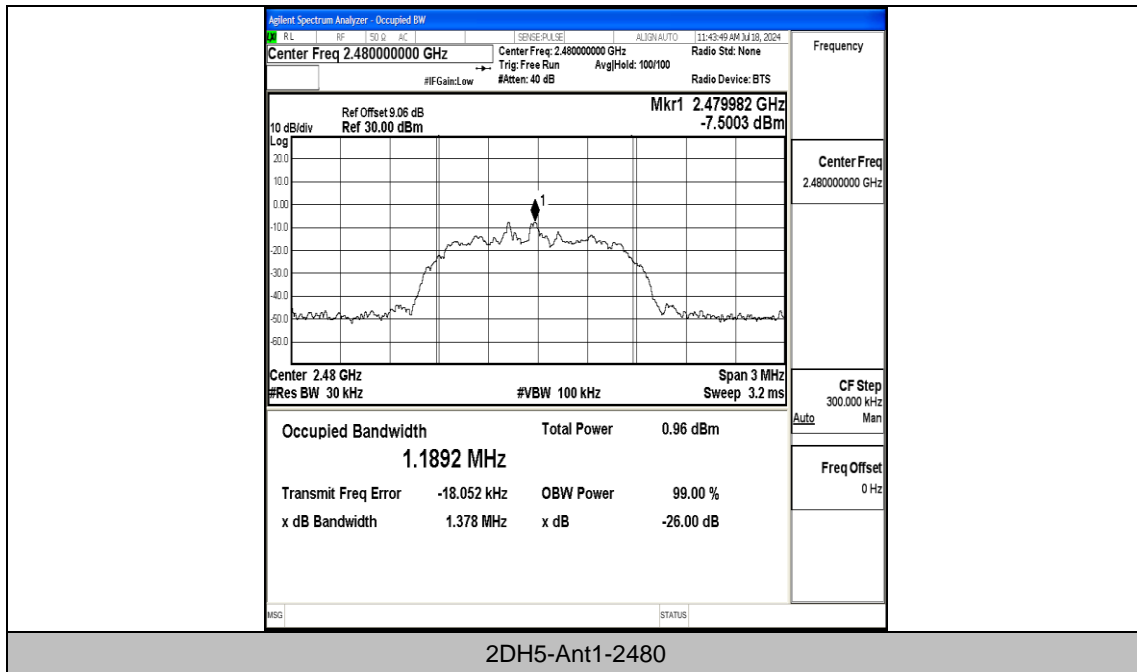 Agilent Spectrum Analyzer - Occupied BW
RL RF 50 Ω AC SENSE:PULSE ALIGNAUTO 11:43:49 AM Jul 18, 2024
Center Freq 2.480000000 GHz
Center Freq: 2.480000000 GHz Radio Std: None
Trig: Free Run Avg|Hold: 100/100
#IFGain:Low #Atten: 40 dB Radio Device: BTS
Frequency
Ref Offset 9.06 dB Mkr1 2.479982 GHz
10 dB/div Ref 30.00 dBm -7.5003 dBm
Log
20.0
10.0
0.00
-10.0
-20.0
-30.0
-40.0
-50.0
-60.0
1
Center 2.48 GHz Span 3 MHz
#Res BW 30 kHz #VBW 100 kHz Sweep 3.2 ms
Center Freq
2.480000000 GHz
CF Step
300.000 kHz
Auto Man
Freq Offset
0 Hz
Occupied Bandwidth Total Power 0.96 dBm
1.1892 MHz
Transmit Freq Error -18.052 kHz OBW Power 99.00 %
x dB Bandwidth 1.378 MHz x dB -26.00 dB
MSG STATUS
2DH5-Ant1-2480